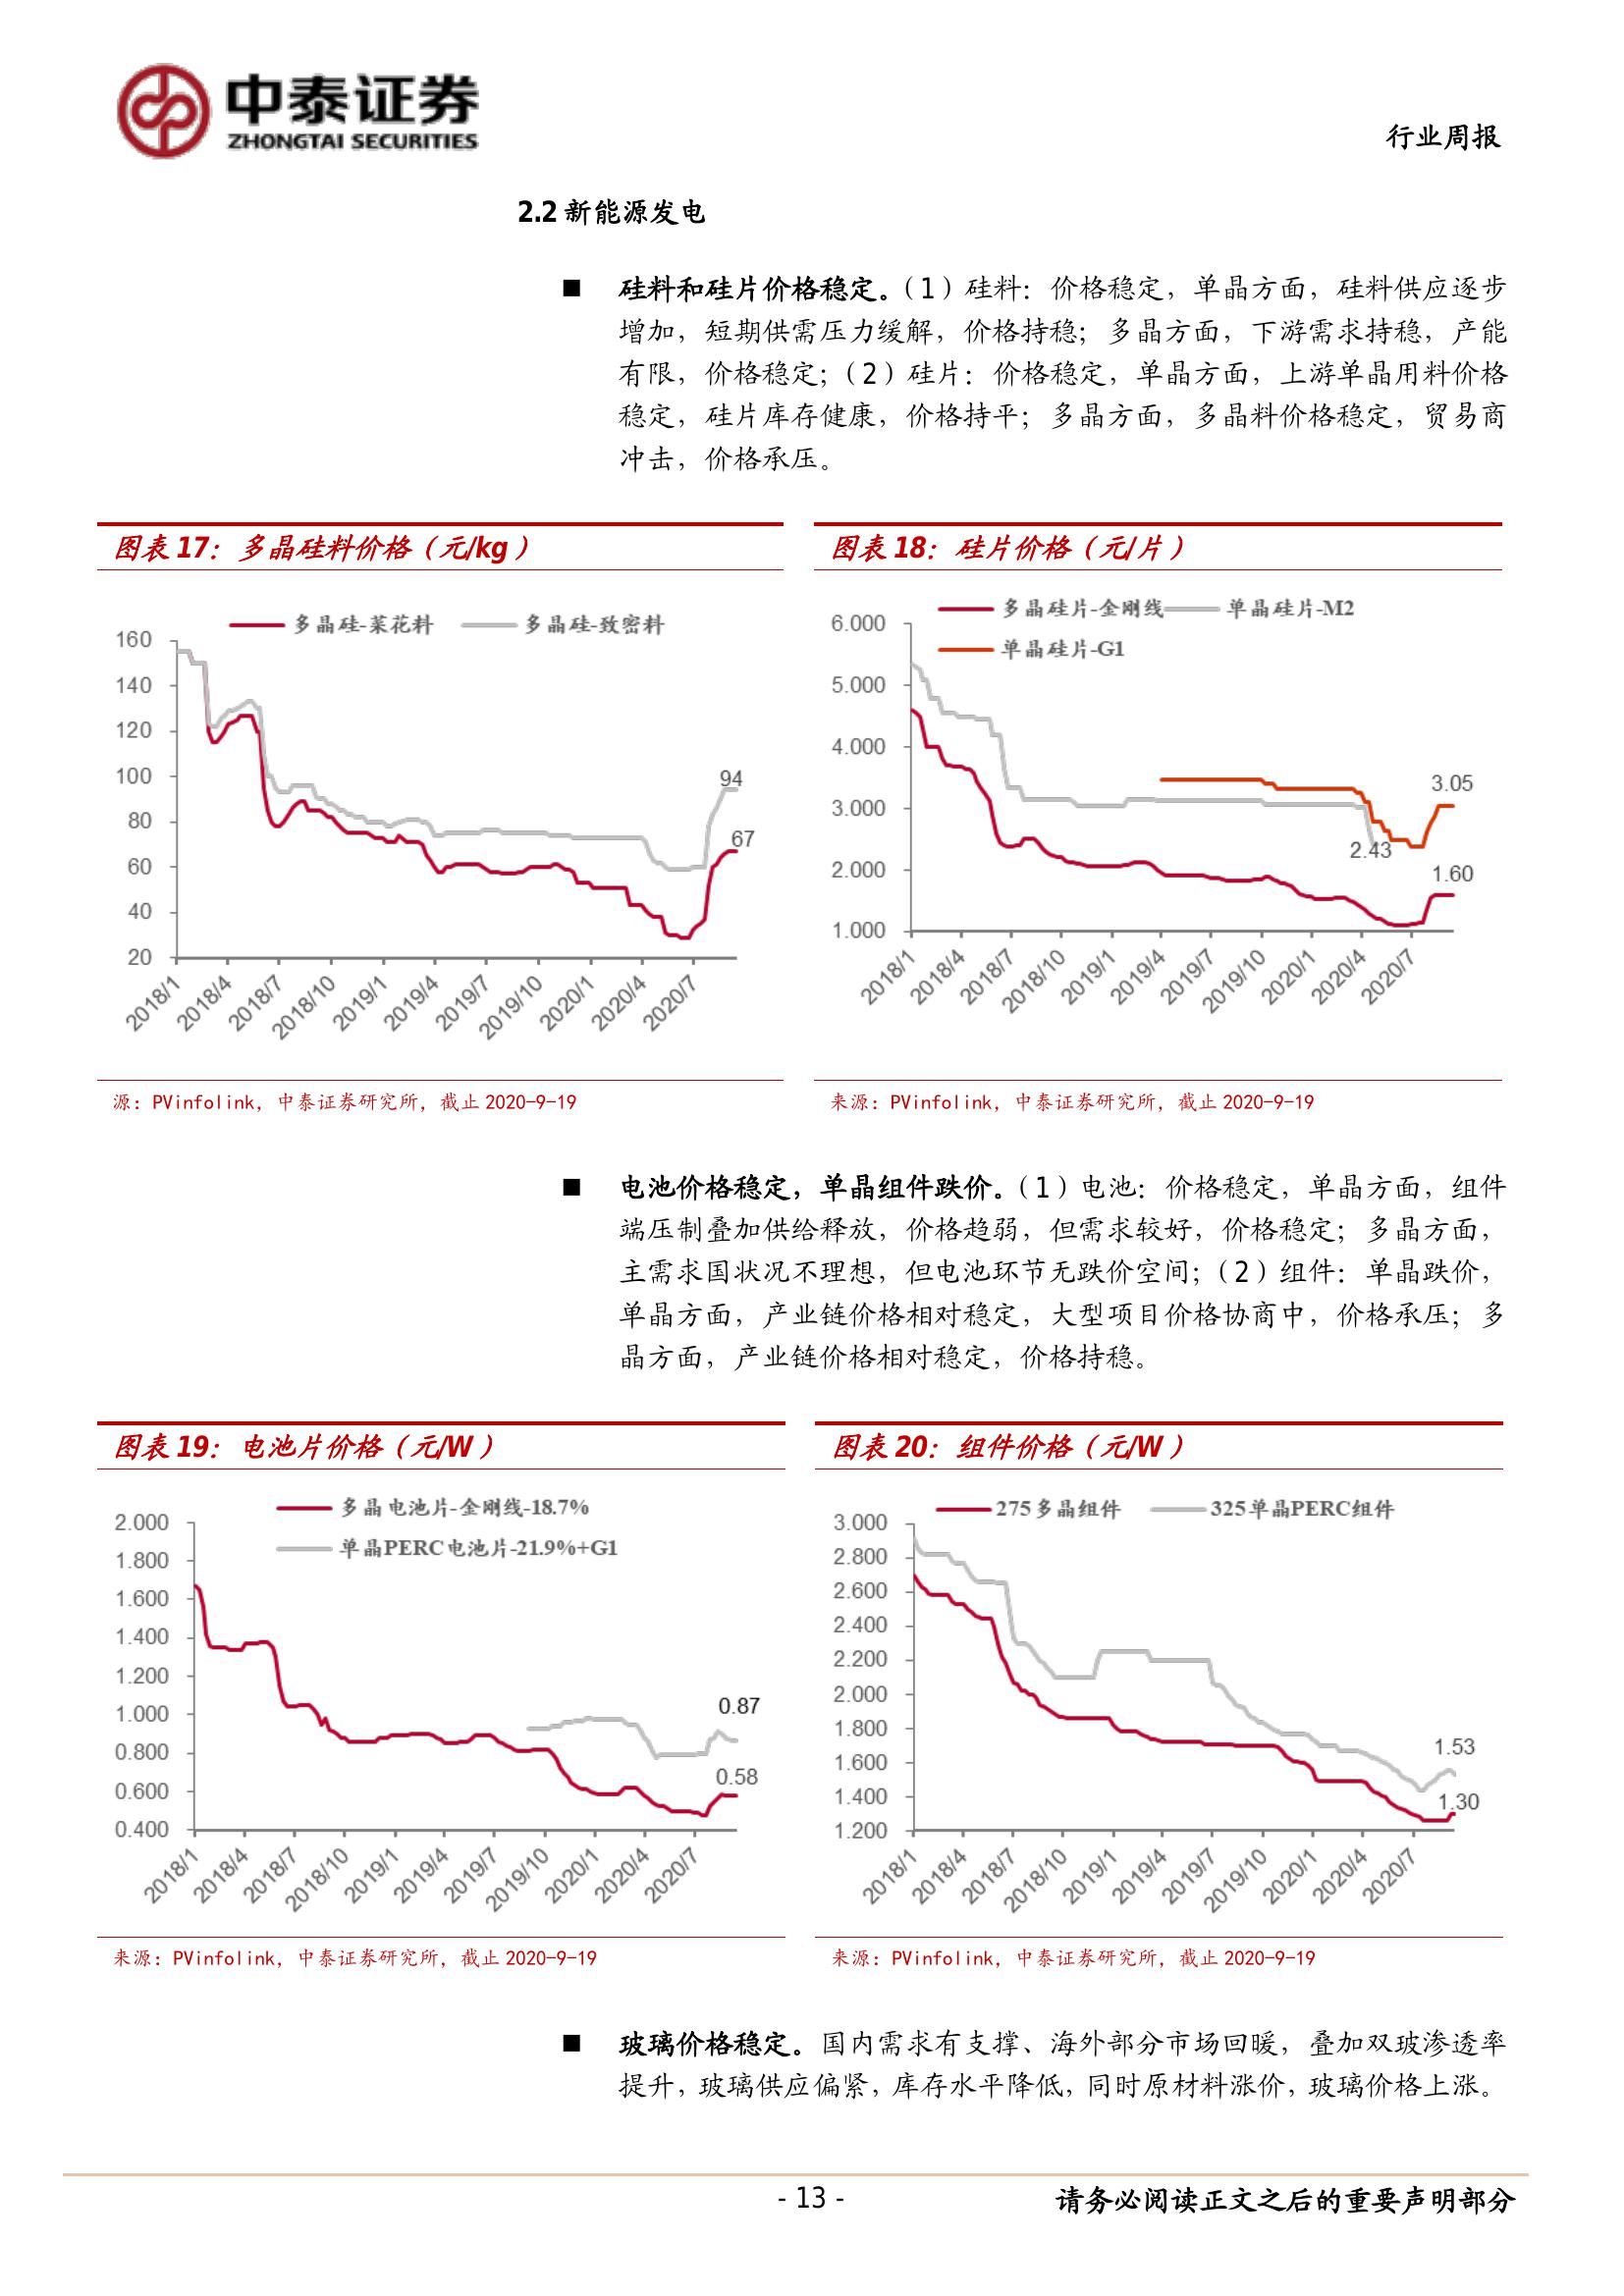 中泰证券
ZHONGTAI SECURITIES
行业周报
2.2 新能源发电
■ 硅料和硅片价格稳定。（1）硅料：价格稳定，单晶方面，硅料供应逐步
增加，短期供需压力缓解，价格持稳；多晶方面，下游需求持稳，产能
有限，价格稳定；（2）硅片：价格稳定，单晶方面，上游单晶用料价格
稳定，硅片库存健康，价格持平；多晶方面，多晶料价格稳定，贸易商
冲击，价格承压。
图表 17：多晶硅料价格（元/kg）
多晶硅-菜花料 多晶硅-致密料
160
140
120
100
80
60
40
20
94
67
2018/1 2018/4 2018/7 2018/10 2019/1 2019/4 2019/7 2019/10 2020/1 2020/4 2020/7
源：PVinfolink，中泰证券研究所，截止 2020-9-19
图表 18：硅片价格（元/片）
多晶硅片-金刚线 单晶硅片-M2
单晶硅片-G1
6.000
5.000
4.000
3.000
2.000
1.000
3.05
2.43
1.60
2018/1 2018/4 2018/7 2018/10 2019/1 2019/4 2019/7 2019/10 2020/1 2020/4 2020/7
来源：PVinfolink，中泰证券研究所，截止 2020-9-19
■ 电池价格稳定，单晶组件跌价。（1）电池：价格稳定，单晶方面，组件
端压制叠加供给释放，价格趋弱，但需求较好，价格稳定；多晶方面，
主需求国状况不理想，但电池环节无跌价空间；（2）组件：单晶跌价，
单晶方面，产业链价格相对稳定，大型项目价格协商中，价格承压；多
晶方面，产业链价格相对稳定，价格持稳。
图表 19：电池片价格（元/W）
多晶电池片-金刚线-18.7%
单晶PERC电池片-21.9%+G1
2.000
1.800
1.600
1.400
1.200
1.000
0.800
0.600
0.400
0.87
0.58
2018/1 2018/4 2018/7 2018/10 2019/1 2019/4 2019/7 2019/10 2020/1 2020/4 2020/7
来源：PVinfolink，中泰证券研究所，截止 2020-9-19
图表 20：组件价格（元/W）
275多晶组件 325单晶PERC组件
3.000
2.800
2.600
2.400
2.200
2.000
1.800
1.600
1.400
1.200
1.53
1.30
2018/1 2018/4 2018/7 2018/10 2019/1 2019/4 2019/7 2019/10 2020/1 2020/4 2020/7
来源：PVinfolink，中泰证券研究所，截止 2020-9-19
■ 玻璃价格稳定。国内需求有支撑、海外部分市场回暖，叠加双玻渗透率
提升，玻璃供应偏紧，库存水平降低，同时原材料涨价，玻璃价格上涨。
- 13 -
请务必阅读正文之后的重要声明部分